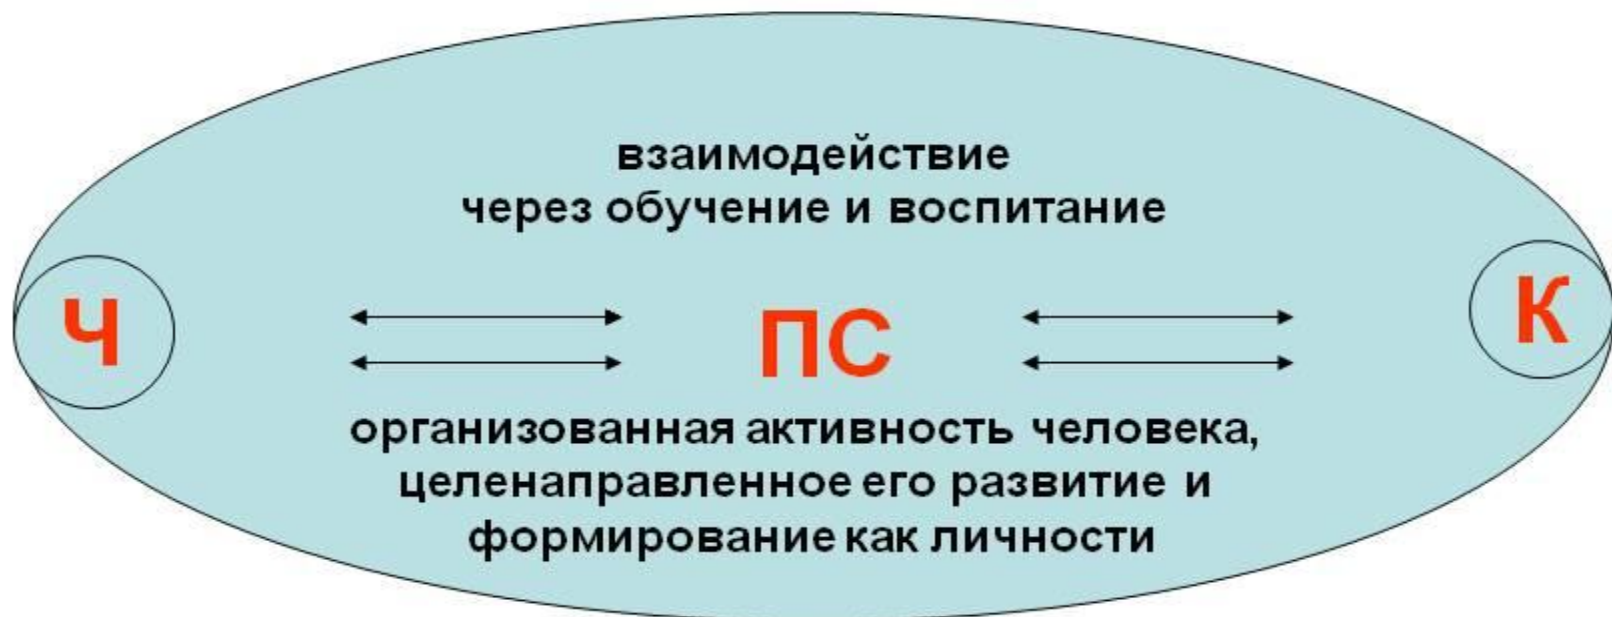 взаимодействие
через обучение и воспитание
Ч
ПС
К
организованная активность человека,
целенаправленное его развитие и
формирование как личности